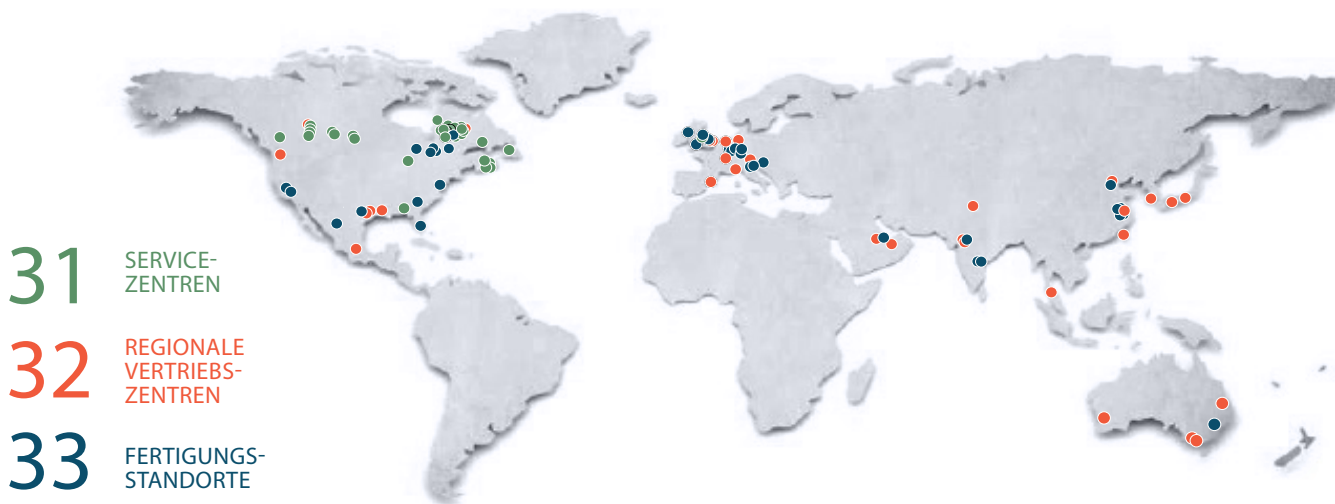 31
SERVICE-
ZENTREN
32
REGIONALE
VERTRIEBS-
ZENTREN
33
FERTIGUNGS-
STANDORTE